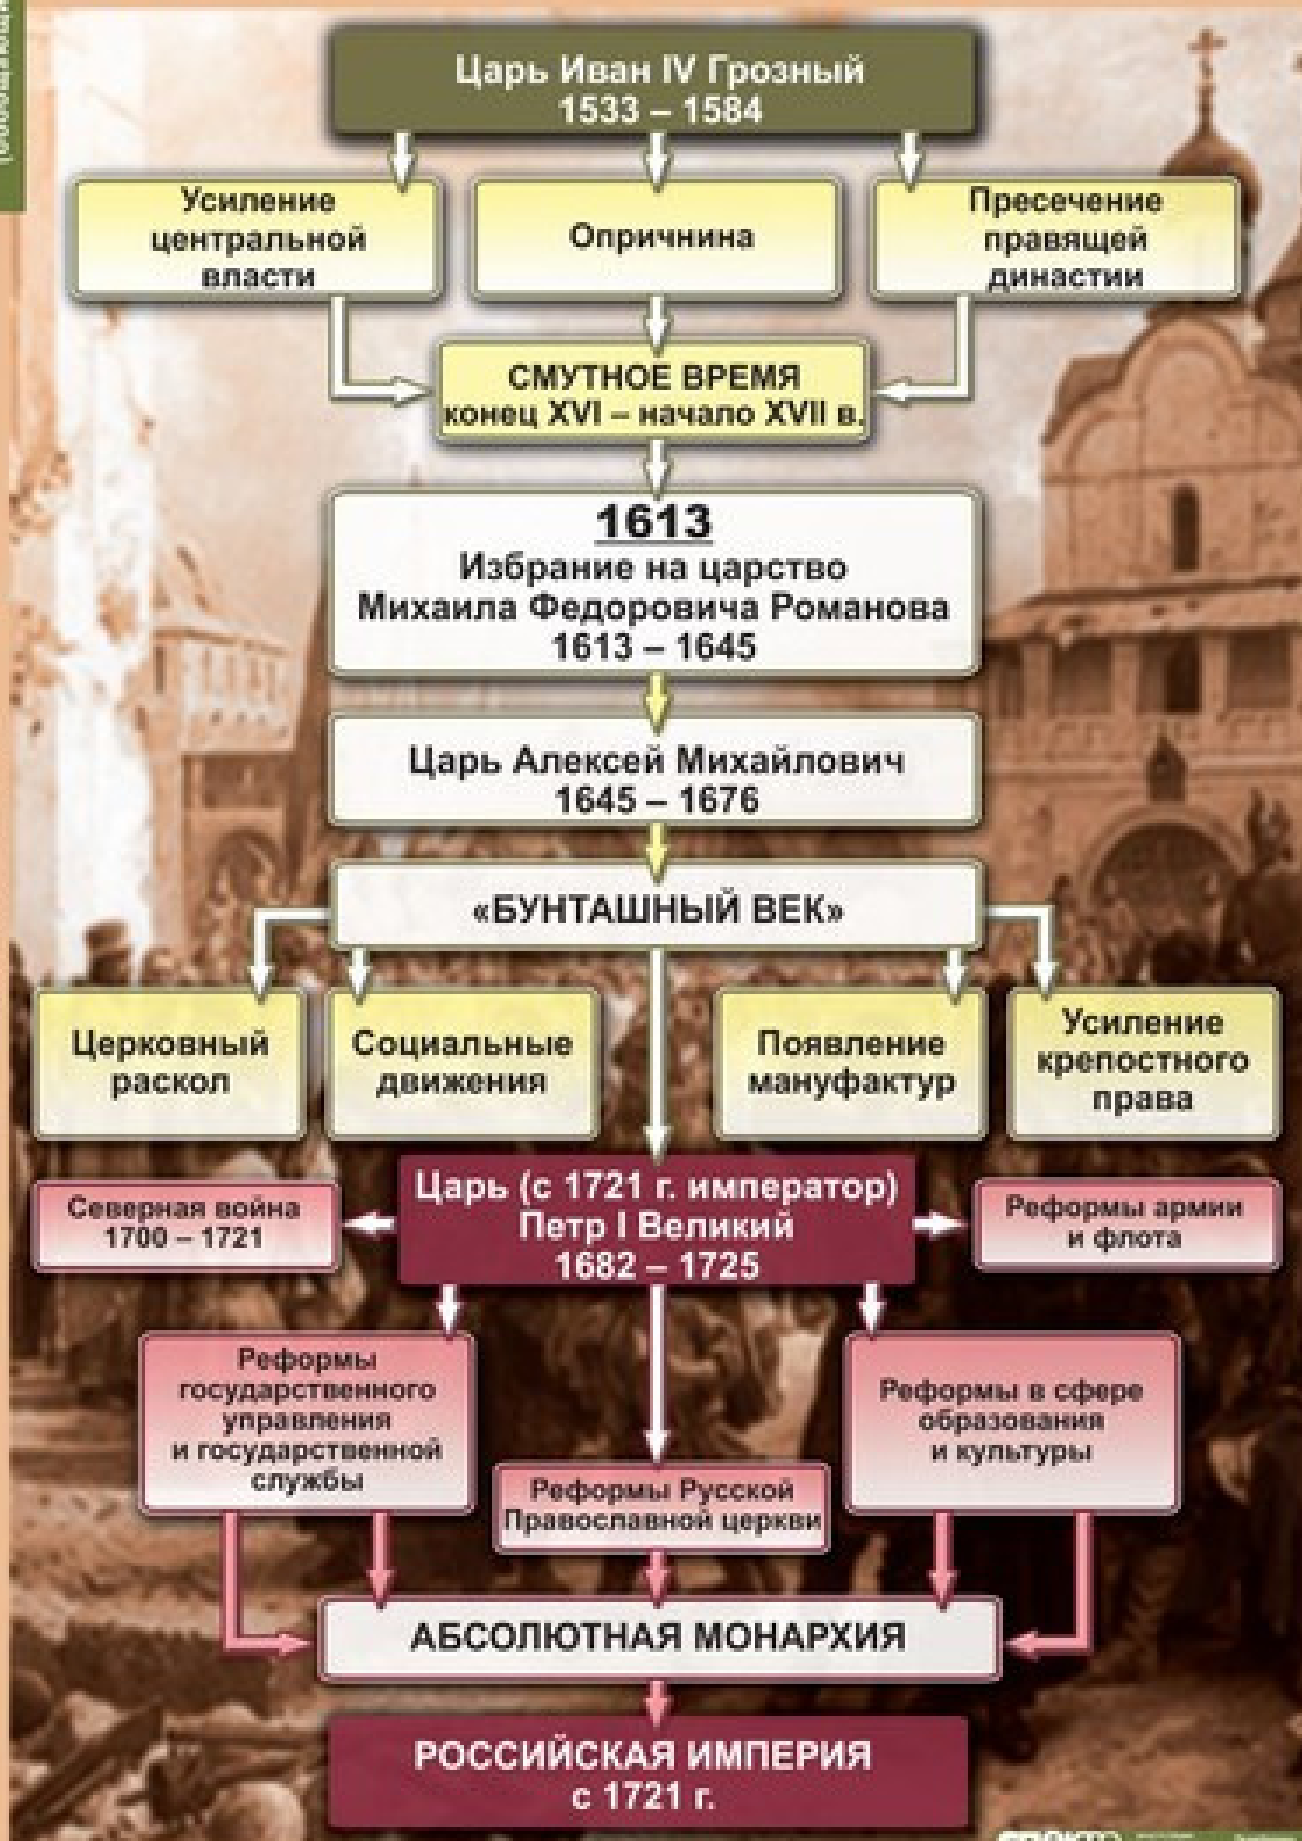 Царь Иван IV Грозный
1533 – 1584
Усиление
центральной
власти
Опричнина
Пресечение
правящей
династии
СМУТНОЕ ВРЕМЯ
конец XVI – начало XVII в.
1613
Избрание на царство
Михаила Федоровича Романова
1613 – 1645
Царь Алексей Михайлович
1645 – 1676
«БУНТАШНЫЙ ВЕК»
Церковный
раскол
Социальные
движения
Появление
мануфактур
Усиление
крепостного
права
Царь (с 1721 г. император)
Петр I Великий
1682 – 1725
Северная война
1700 – 1721
Реформы армии
и флота
Реформы
государственного
управления
и государственной
службы
Реформы Русской
Православной церкви
Реформы в сфере
образования
и культуры
АБСОЛЮТНАЯ МОНАРХИЯ
РОССИЙСКАЯ ИМПЕРИЯ
с 1721 г.